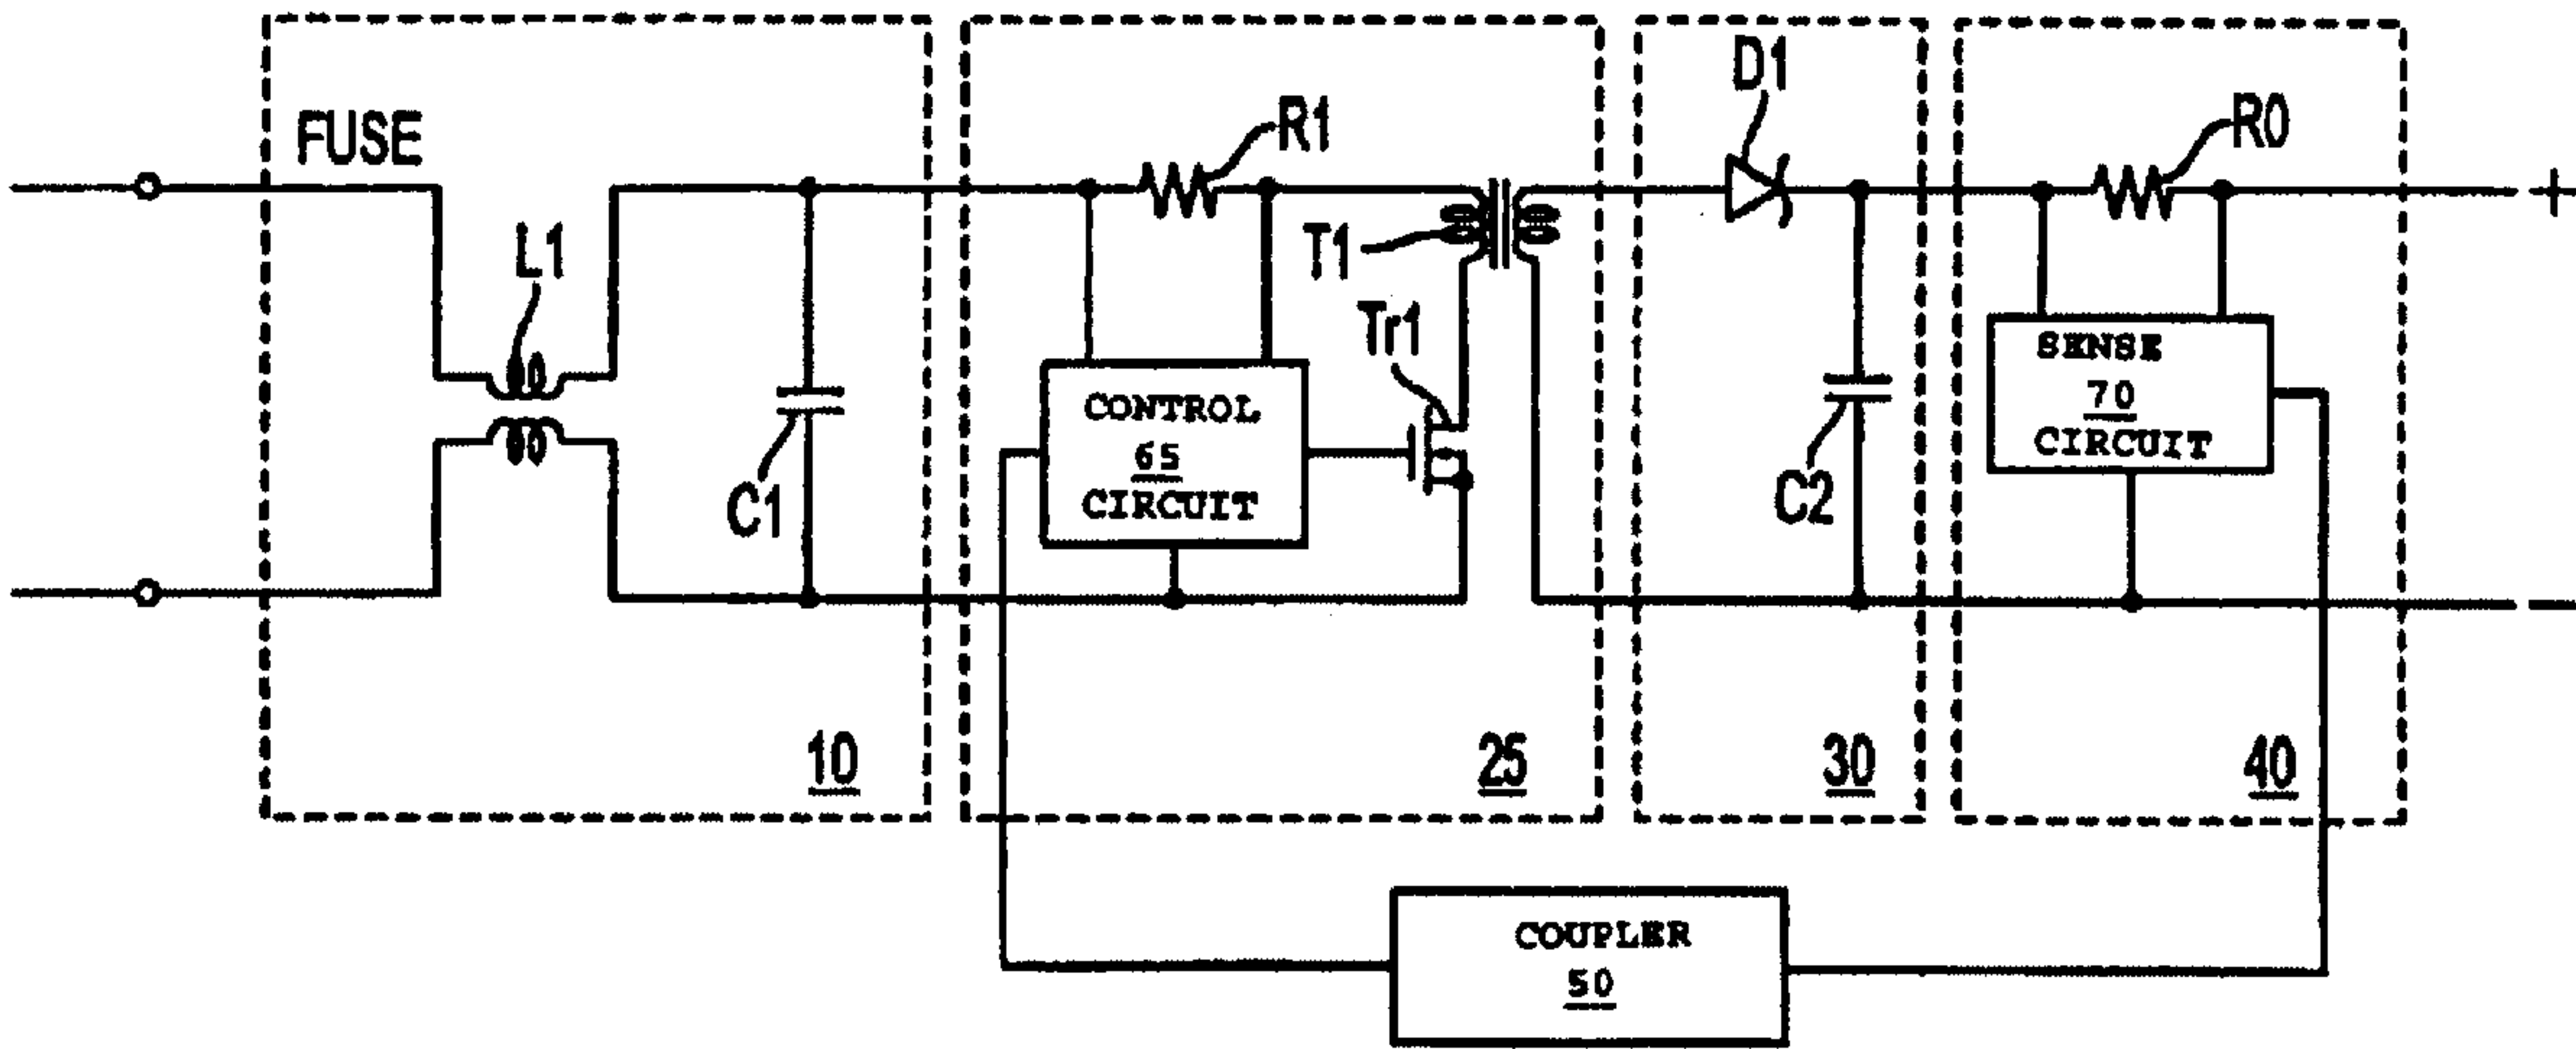 FUSE
L1
C1
10
R1
T1
Tr1
CONTROL
65
CIRCUIT
25
D1
C2
30
R0
SENSE
70
CIRCUIT
40
+
−
COUPLER
50